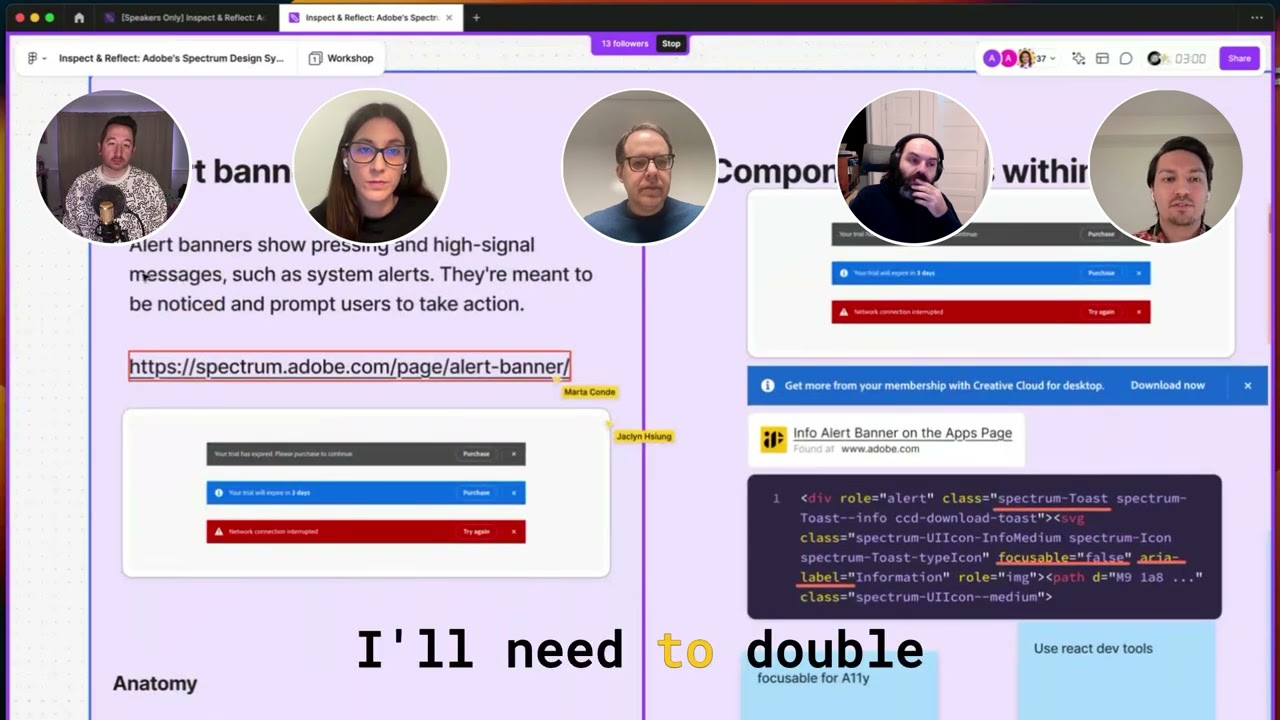 [Speakers Only] Inspect & Reflect: A
Inspect & Reflect: Adobe's Spectr
13 followers
Stop
Inspect & Reflect: Adobe's Spectrum Design Sy...
1
Workshop
A
A
37
03:00
Share
rt bann
Alert banners show pressing and high-signal
messages, such as system alerts. They're meant to
be noticed and prompt users to take action.
https://spectrum.adobe.com/page/alert-banner/
Marta Conde
Jaclyn Hsiung
Your trial has expired. Please purchase to continue
Purchase
Your trial will expire in 3 days
Purchase
Network connection interrupted
Try again
Anatomy
Compon
s within
Your trial ha
ontinue
Purchase
Your trial will expire in 3 days
Purchase
Network connection interrupted
Try again
Get more from your membership with Creative Cloud for desktop.
Download now
Info Alert Banner on the Apps Page
Found at www.adobe.com
1
<div role="alert" class="spectrum-Toast spectrum-
Toast--info ccd-download-toast"><svg
class="spectrum-UIIcon-InfoMedium spectrum-Icon
spectrum-Toast-typeIcon" focusable="false" aria-
label="Information" role="img"><path d="M9 1a8 ..."
class="spectrum-UIIcon--medium">
focusable for A11y
Use react dev tools
I'll need to double